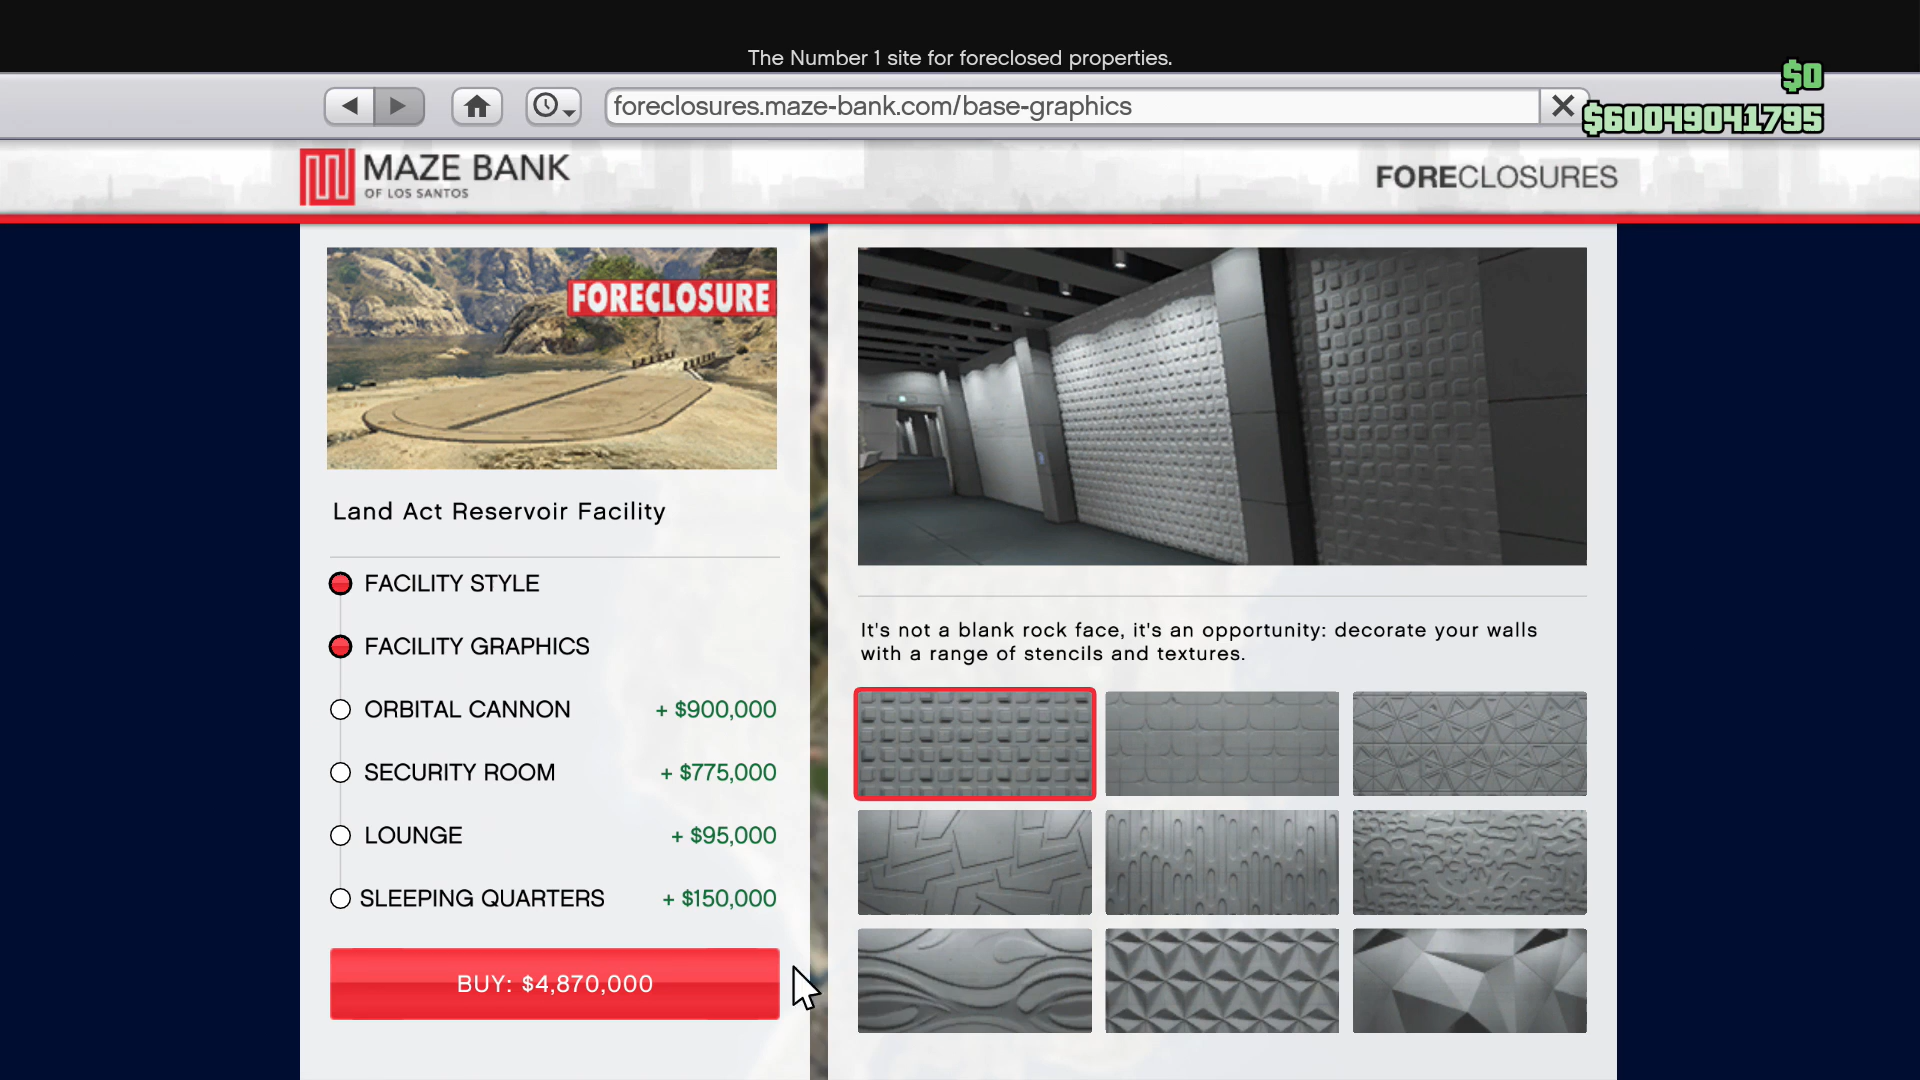 The Number 1 site for foreclosed properties.
$0
foreclosures.maze-bank.com/base-graphics
$60049041795
MAZE BANK
OF LOS SANTOS
FORECLOSURES
FORECLOSURE
Land Act Reservoir Facility
FACILITY STYLE
FACILITY GRAPHICS
ORBITAL CANNON + $900,000
SECURITY ROOM + $775,000
LOUNGE + $95,000
SLEEPING QUARTERS + $150,000
BUY: $4,870,000
It's not a blank rock face, it's an opportunity: decorate your walls
with a range of stencils and textures.